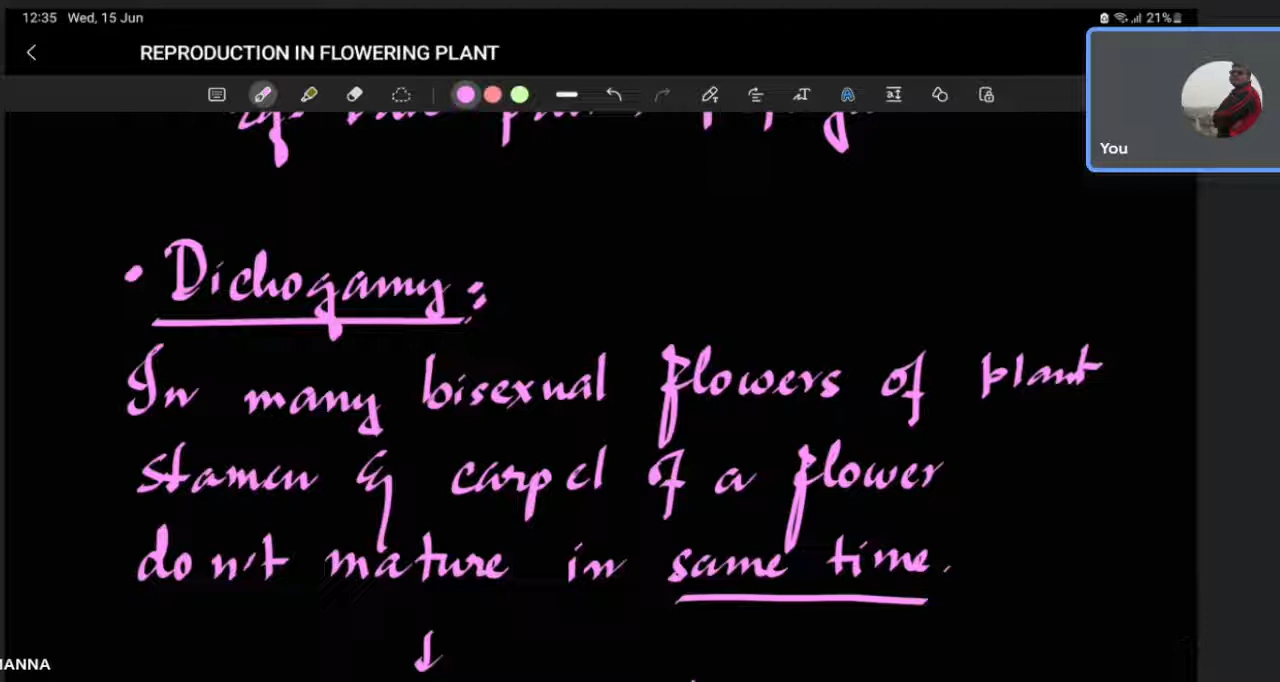 12:35 Wed, 15 Jun
21%
REPRODUCTION IN FLOWERING PLANT
You
• Dichogamy:
In many bisexual flowers of plant
stamen & carpel of a flower
don't mature in same time.
↓
MANNA